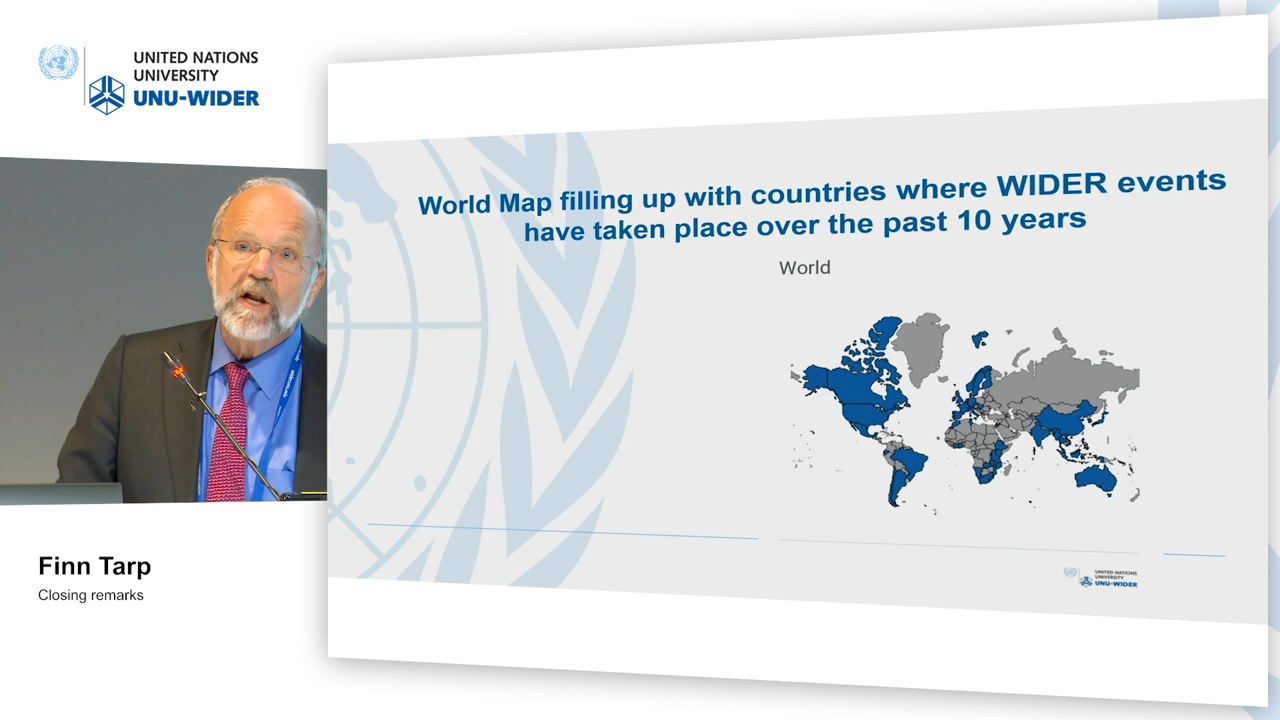 UNITED NATIONS
UNIVERSITY
UNU-WIDER
World Map filling up with countries where WIDER events
have taken place over the past 10 years
World
UNITED NATIONS
UNIVERSITY
UNU-WIDER
Finn Tarp
Closing remarks